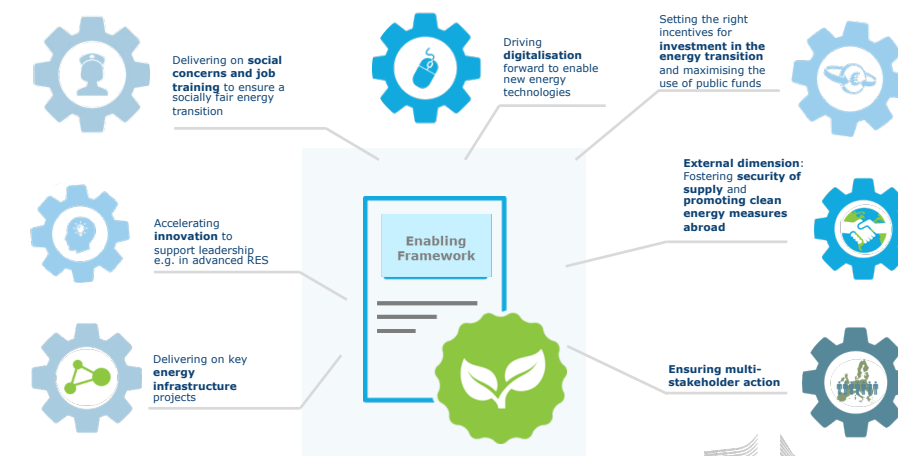 Delivering on social
concerns and job
training to ensure a
socially fair energy
transition
Driving
digitalisation
forward to enable
new energy
technologies
Setting the right
incentives for
investment in the
energy transition
and maximising the
use of public funds
External dimension:
Fostering security of
supply and
promoting clean
energy measures
abroad
Accelerating
innovation to
support leadership
e.g. in advanced RES
Enabling
Framework
Delivering on key
energy
infrastructure
projects
Ensuring multi-
stakeholder action